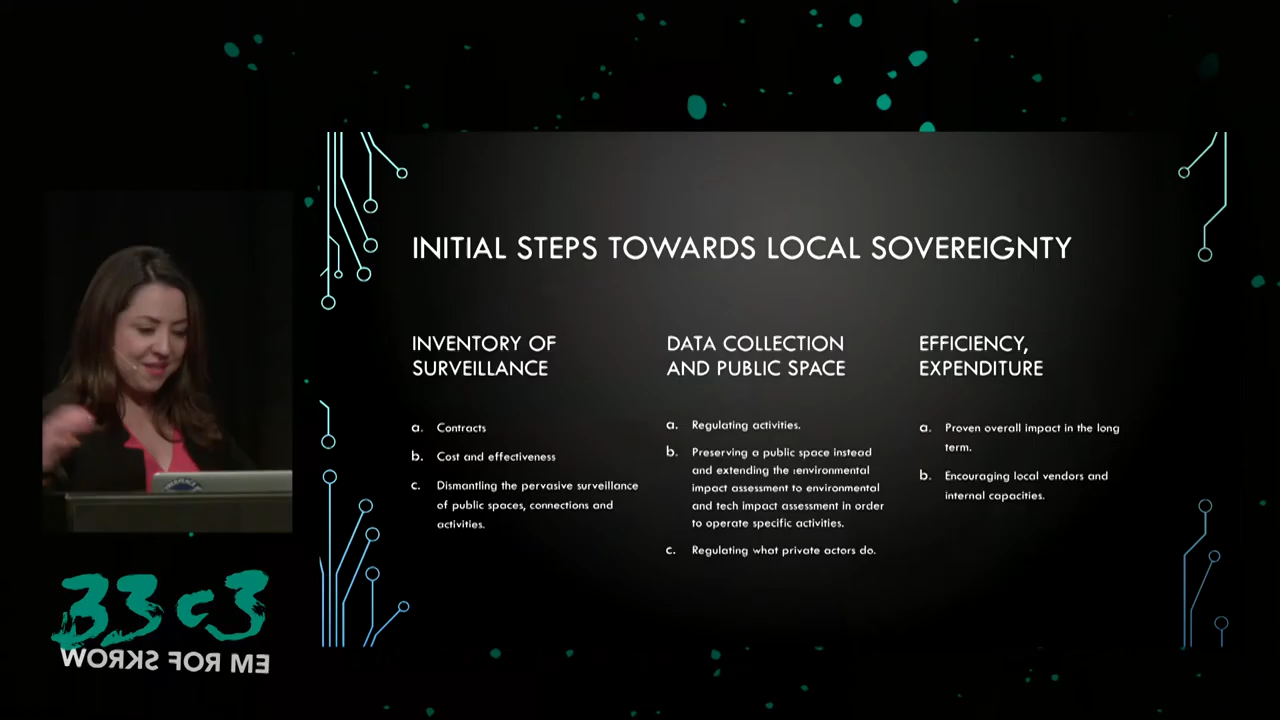 INITIAL STEPS TOWARDS LOCAL SOVEREIGNTY
INVENTORY OF
SURVEILLANCE
a. Contracts
b. Cost and effectiveness
c. Dismantling the pervasive surveillance
of public spaces, connections and
activities.
DATA COLLECTION
AND PUBLIC SPACE
a. Regulating activities.
b. Preserving a public space instead
and extending the :environmental
impact assessment to environmental
and tech impact assessment in order
to operate specific activities.
c. Regulating what private actors do.
EFFICIENCY,
EXPENDITURE
a. Proven overall impact in the long
term.
b. Encouraging local vendors and
internal capacities.
33c3
WORKS FOR ME